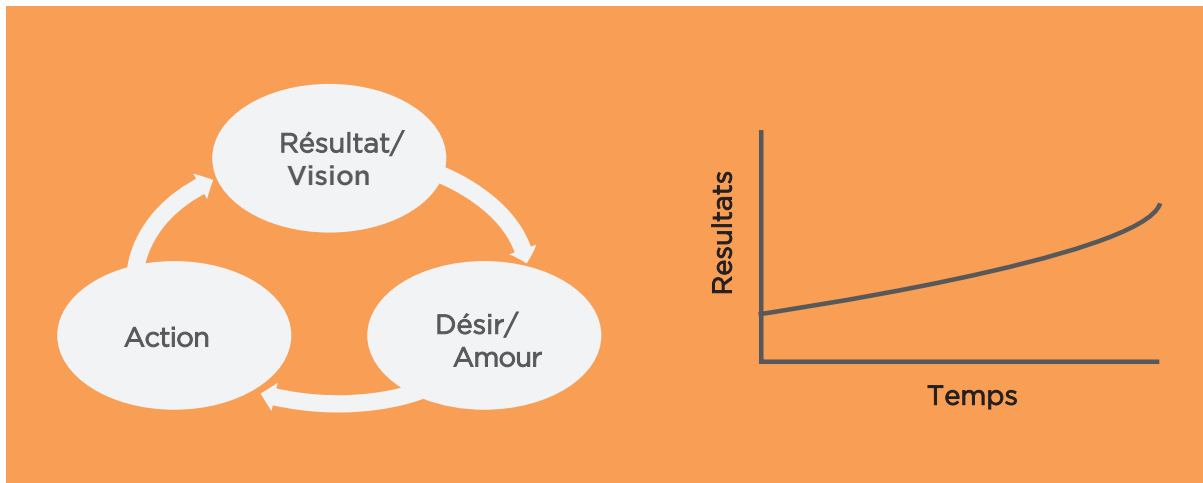 Résultat/
Vision
Action
Désir/
Amour
Resultats
Temps